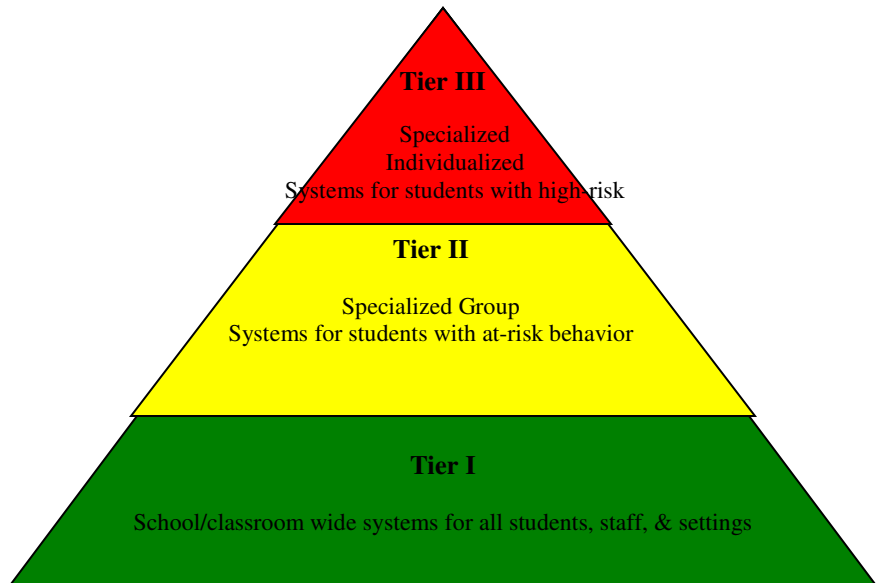 Tier III
Specialized
Individualized
Systems for students with high-risk
Tier II
Specialized Group
Systems for students with at-risk behavior
Tier I
School/classroom wide systems for all students, staff, & settings